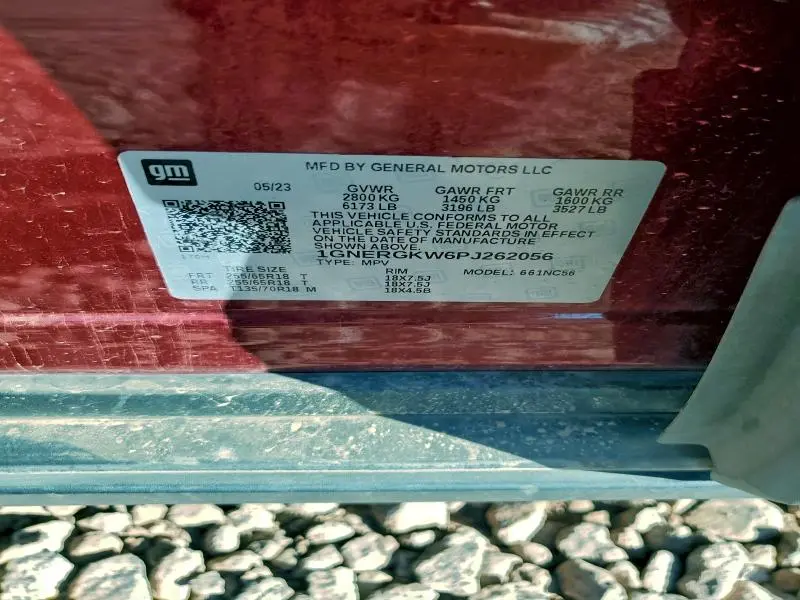 gm
MFD BY GENERAL MOTORS LLC
05/23
GVWR GAWR FRT GAWR RR
2800 KG 1450 KG 1600 KG
6173 LB 3196 LB 3527 LB
THIS VEHICLE CONFORMS TO ALL
APPLICABLE U.S. FEDERAL MOTOR
VEHICLE SAFETY STANDARDS IN EFFECT
ON THE DATE OF MANUFACTURE
SHOWN ABOVE.
1GNERGKW6PJ262056
TYPE: MPV MODEL: 661NC56
TIRE SIZE RIM
FRT 255/65R18 T 18X7.5J
RR 255/65R18 T 18X7.5J
SPA T135/70R18 M 18X4.5B